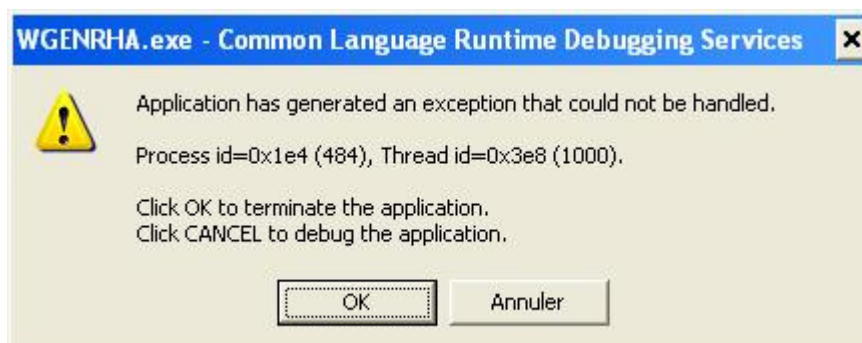 WGENRHA.exe - Common Language Runtime Debugging Services
Application has generated an exception that could not be handled.
Process id=0x1e4 (484), Thread id=0x3e8 (1000).
Click OK to terminate the application.
Click CANCEL to debug the application.
OK Annuler